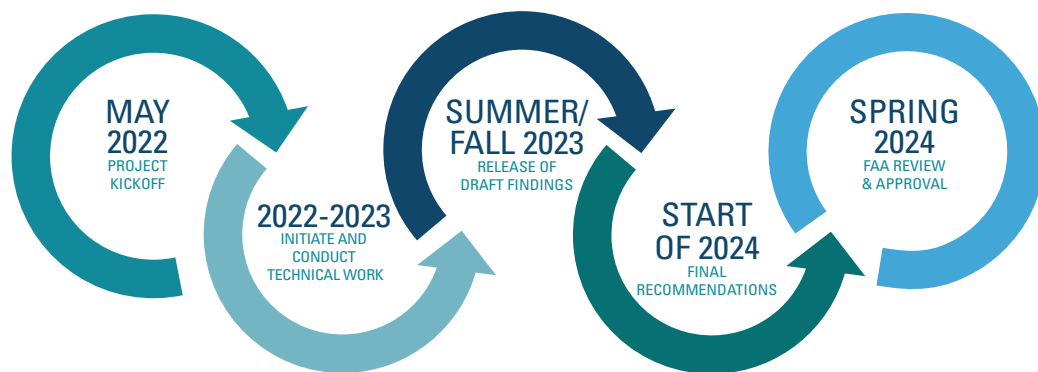 MAY
2022
PROJECT
KICKOFF
2022-2023
INITIATE AND
CONDUCT
TECHNICAL WORK
SUMMER/
FALL 2023
RELEASE OF
DRAFT FINDINGS
START
OF 2024
FINAL
RECOMMENDATIONS
SPRING
2024
FAA REVIEW
& APPROVAL